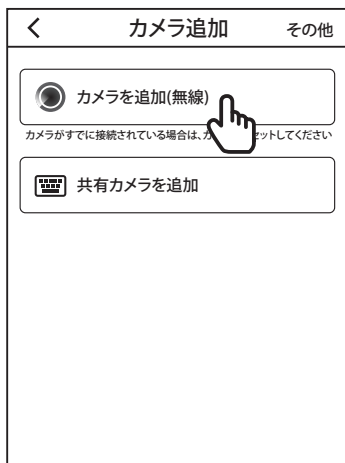 カメラ追加 その他
カメラを追加(無線)
カメラがすでに接続されている場合は、カ セットしてください
共有カメラを追加